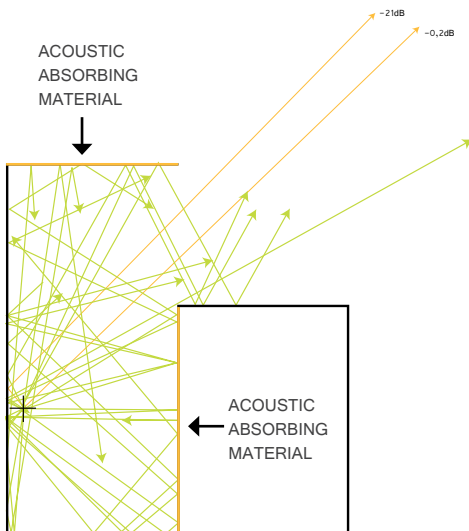 -21dB
-0,2dB
ACOUSTIC
ABSORBING
MATERIAL
ACOUSTIC
ABSORBING
MATERIAL